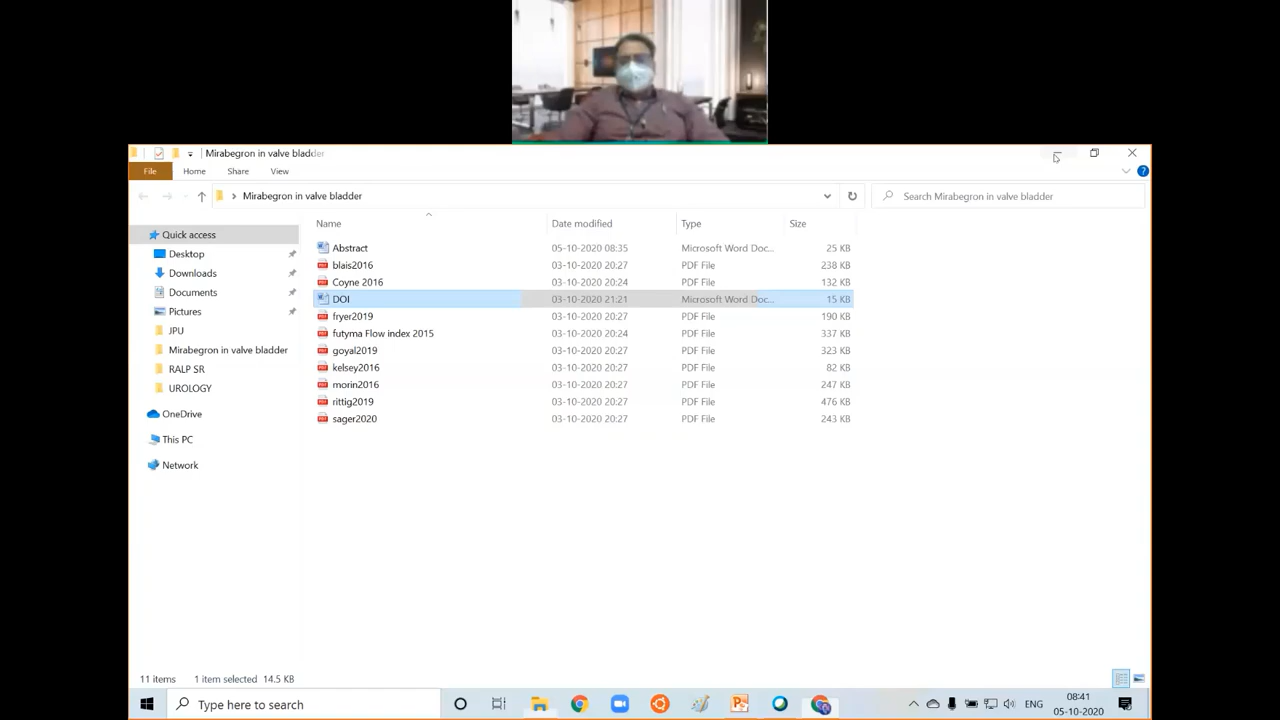 Mirabegron in valve bladder
File Home Share View
Mirabegron in valve bladder Search Mirabegron in valve bladder
Name Date modified Type Size
Quick access
Desktop
Downloads
Documents
Pictures
JPU
Mirabegron in valve bladder
RALP SR
UROLOGY
OneDrive
This PC
Network
Abstract 05-10-2020 08:35 Microsoft Word Doc... 25 KB
blais2016 03-10-2020 20:27 PDF File 238 KB
Coyne 2016 03-10-2020 20:24 PDF File 132 KB
DOI 03-10-2020 21:21 Microsoft Word Doc... 15 KB
fryer2019 03-10-2020 20:27 PDF File 190 KB
futyma Flow index 2015 03-10-2020 20:24 PDF File 337 KB
goyal2019 03-10-2020 20:27 PDF File 323 KB
kelsey2016 03-10-2020 20:27 PDF File 82 KB
morin2016 03-10-2020 20:27 PDF File 247 KB
rittig2019 03-10-2020 20:27 PDF File 476 KB
sager2020 03-10-2020 20:27 PDF File 243 KB
11 items 1 item selected 14.5 KB
Type here to search
ENG
08:41
05-10-2020